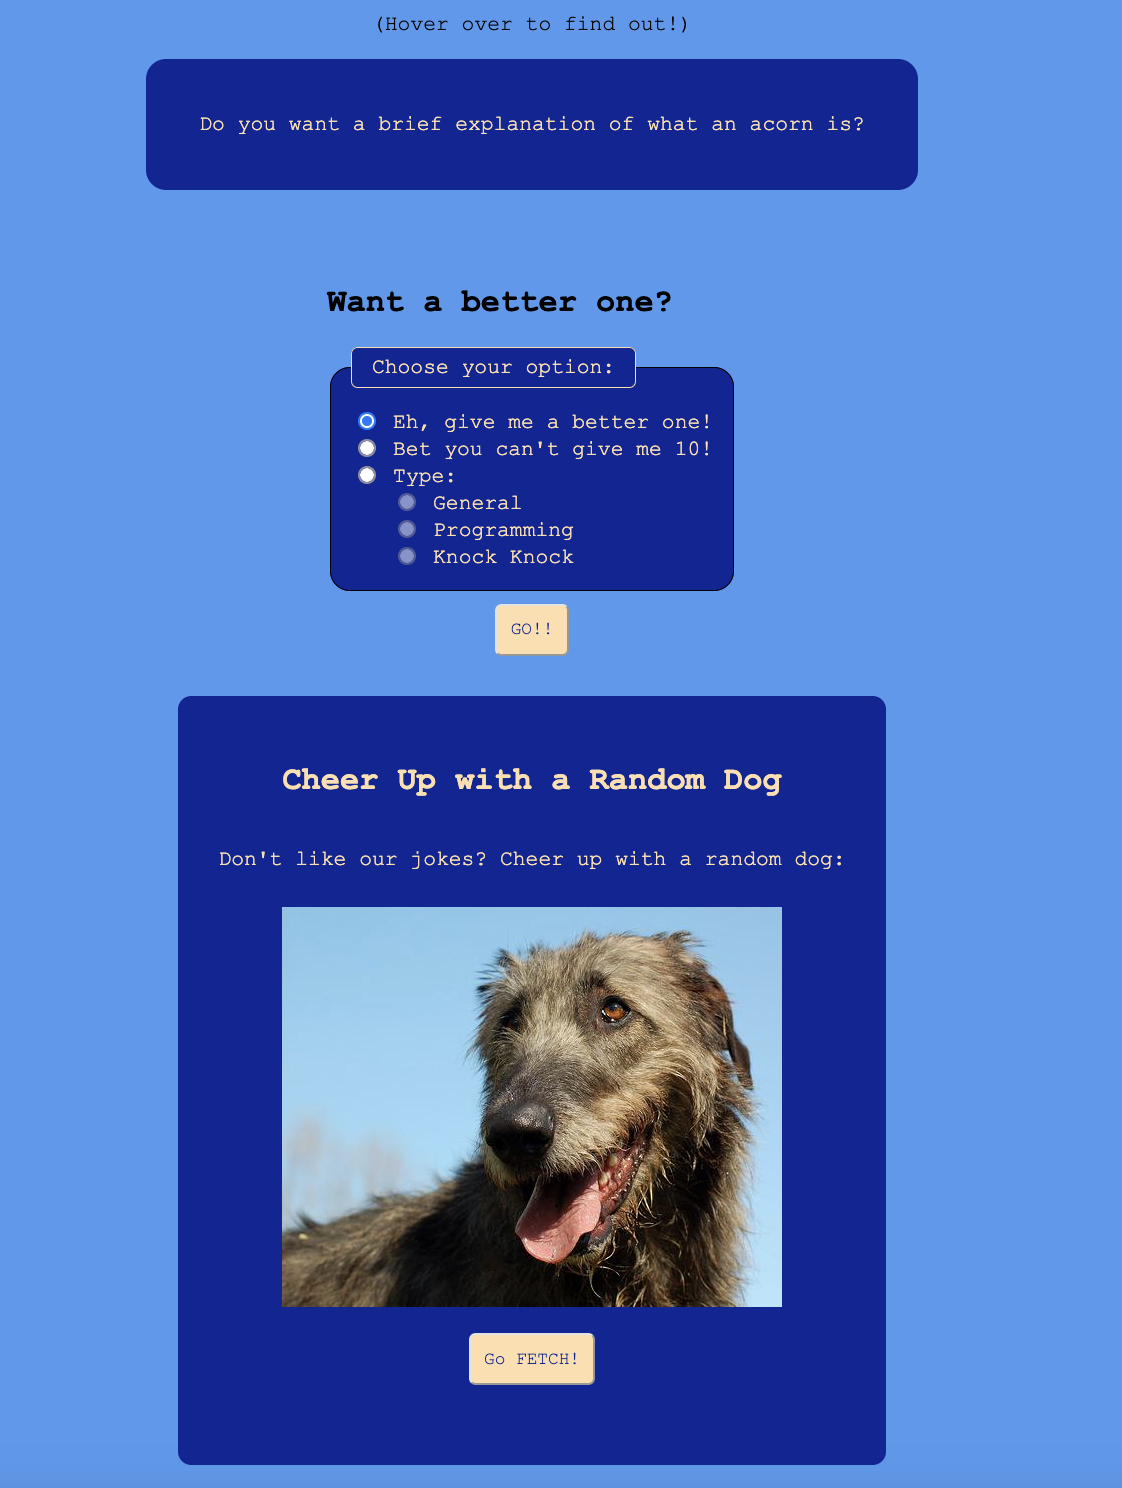 (Hover over to find out!)
Do you want a brief explanation of what an acorn is?
Want a better one?
Choose your option:
Eh, give me a better one!
Bet you can't give me 10!
Type:
General
Programming
Knock Knock
GO!!
Cheer Up with a Random Dog
Don't like our jokes? Cheer up with a random dog:
Go FETCH!